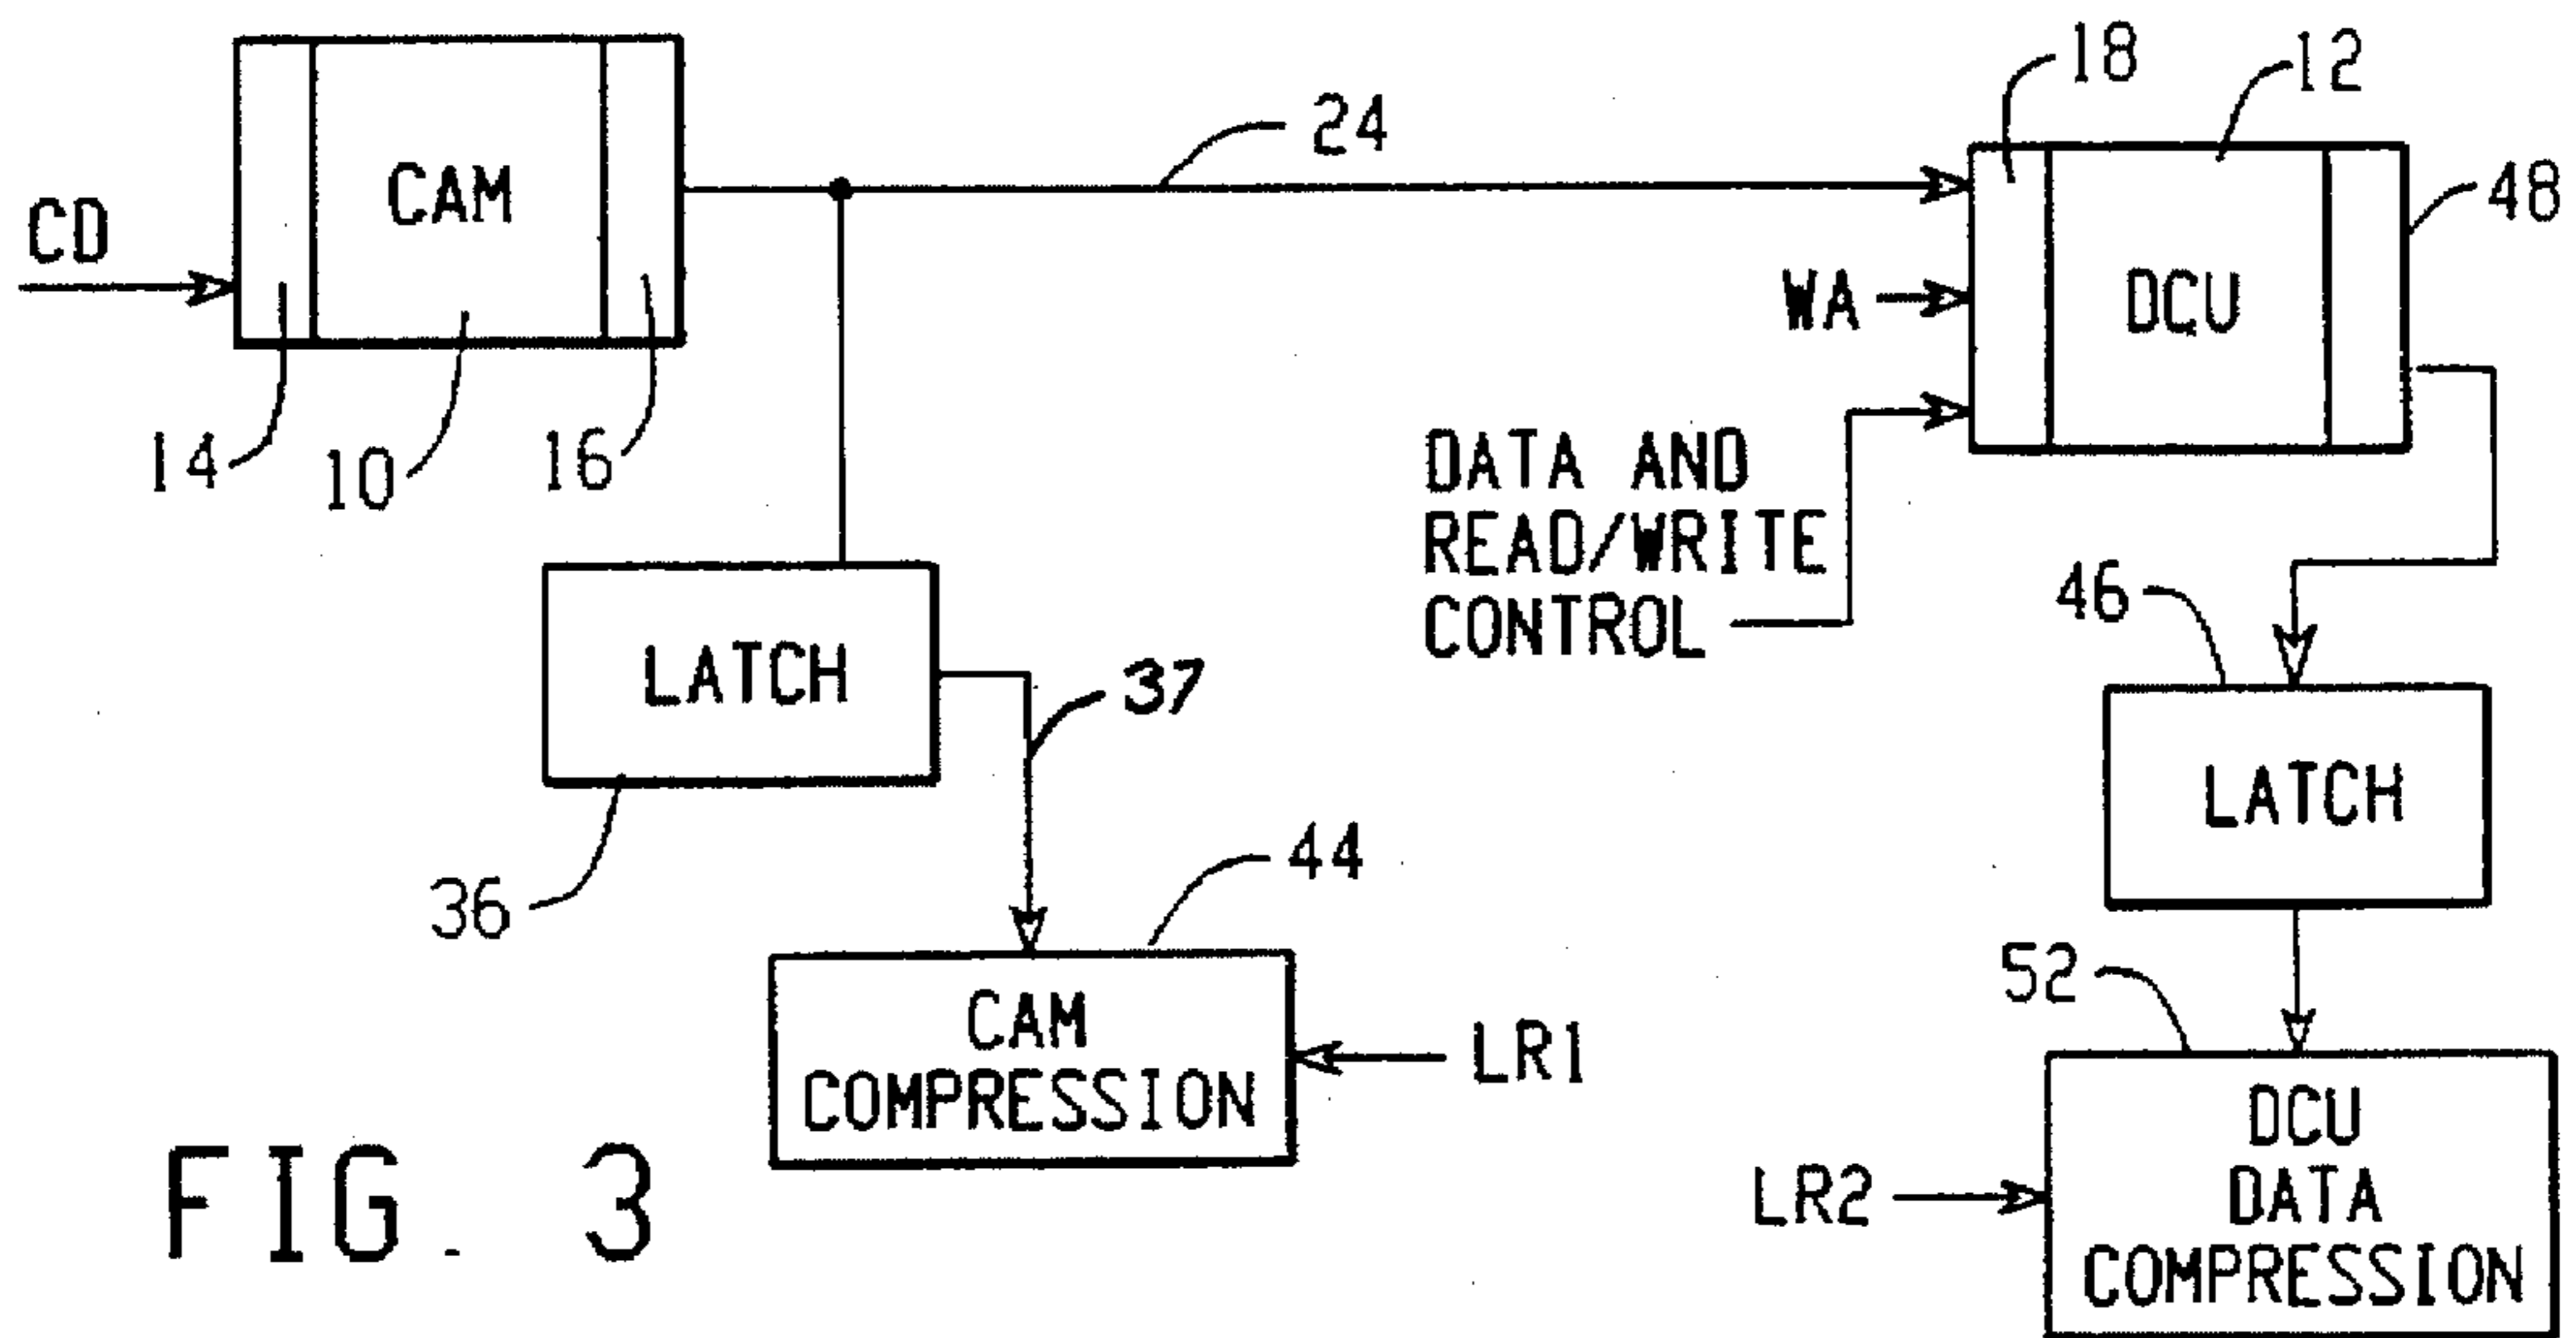 18
12
24
CAM
48
CD
WA
DCU
14
10
16
DATA AND
READ/WRITE
CONTROL
46
LATCH
37
LATCH
36
44
52
CAM
COMPRESSION
LR1
DCU
DATA
COMPRESSION
LR2
FIG. 3